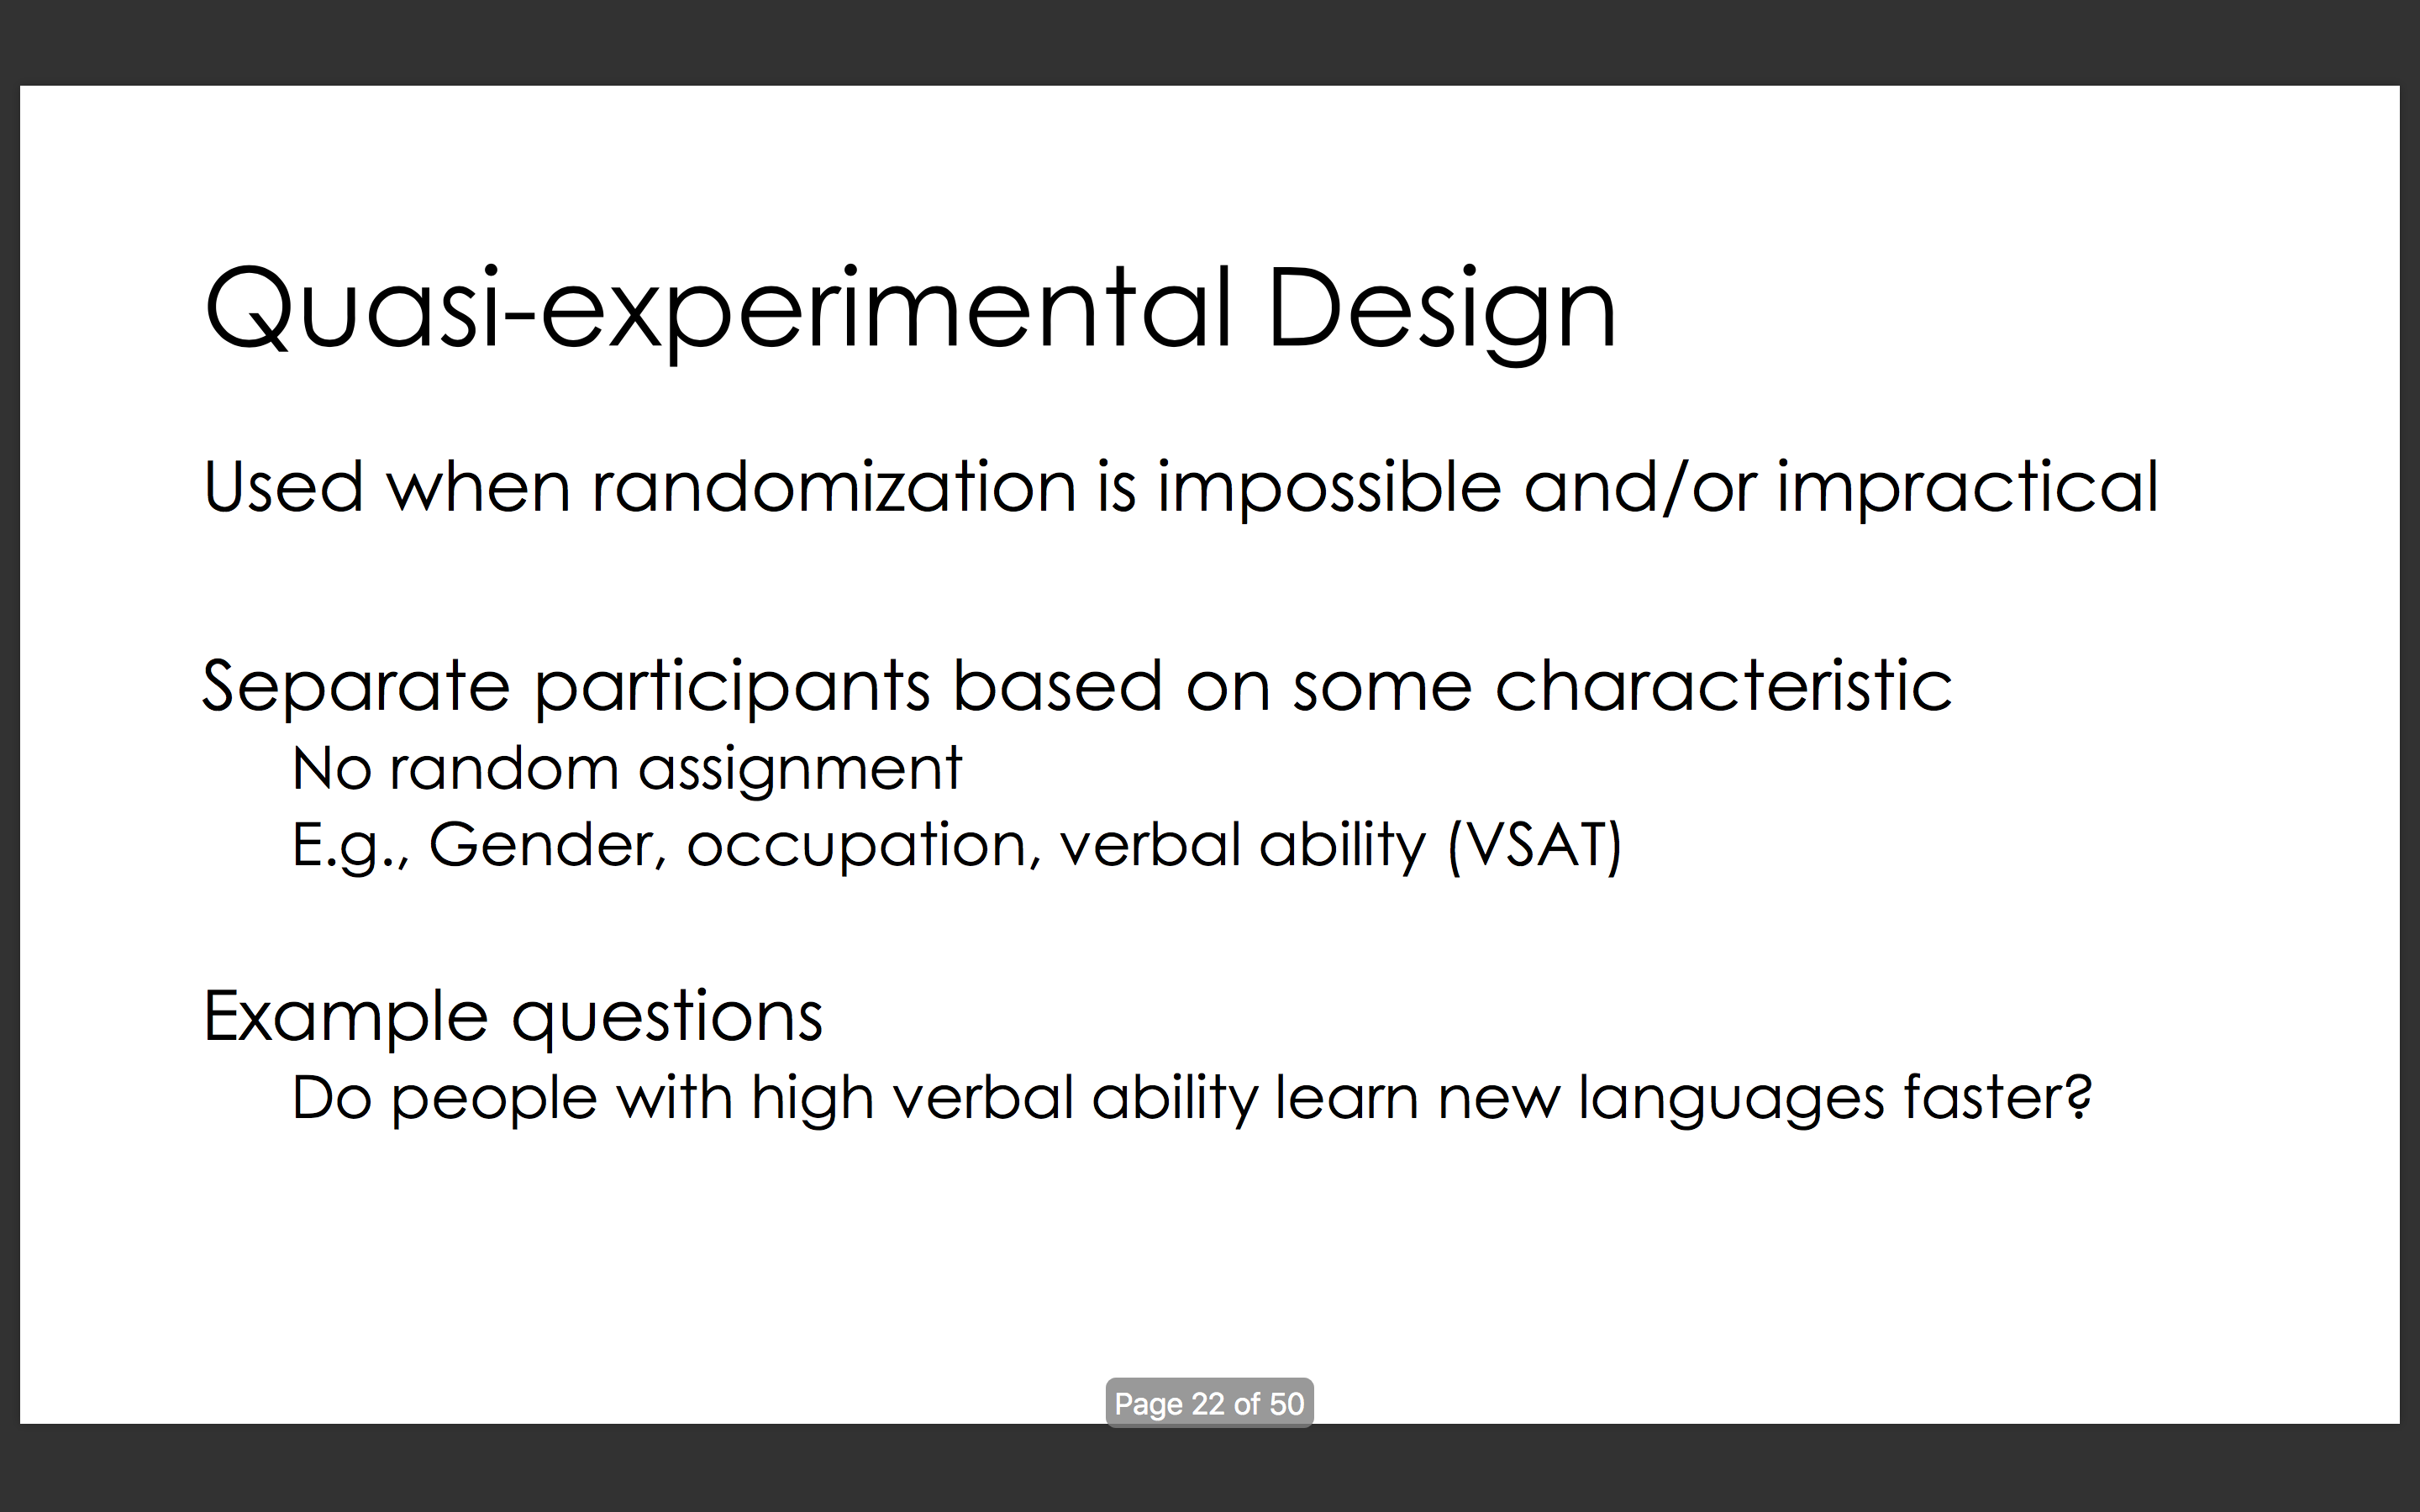 Quasi-experimental Design
Used when randomization is impossible and/or impractical
Separate participants based on some characteristic
No random assignment
E.g., Gender, occupation, verbal ability (VSAT)
Example questions
Do people with high verbal ability learn new languages faster?
Page 22 of 50